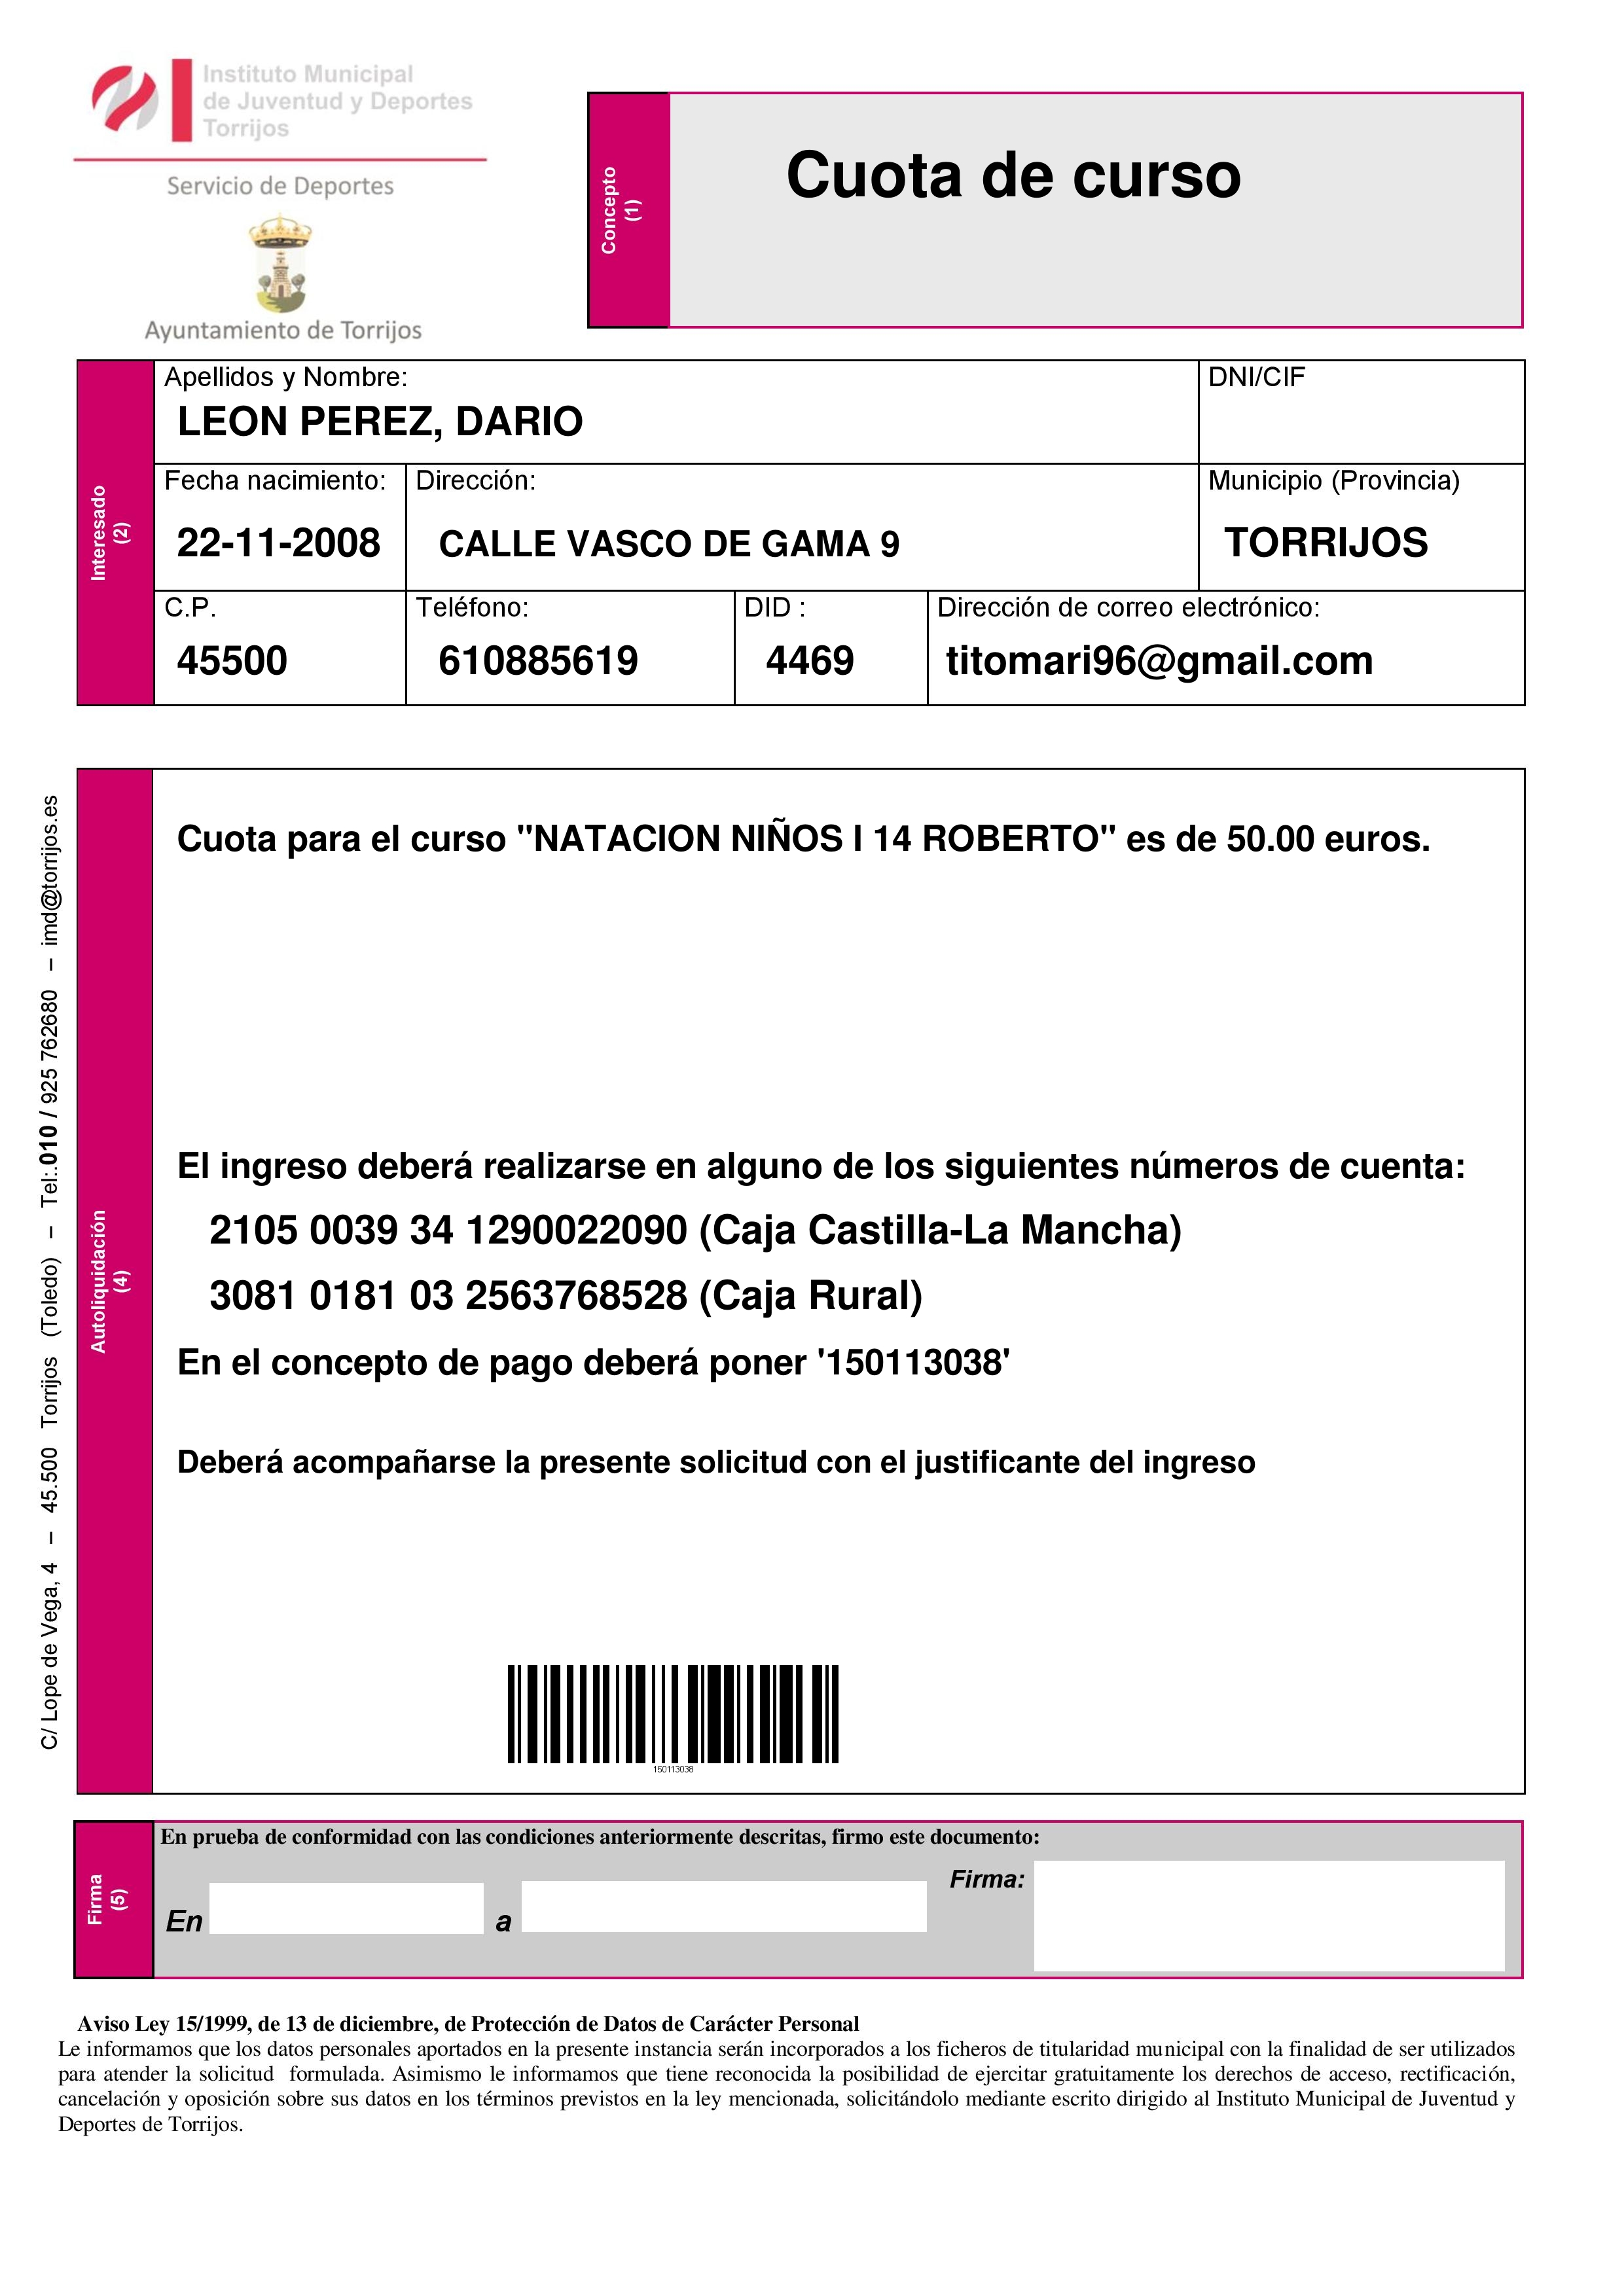 Instituto Municipal
de Juventud y Deportes
Torrijos
Servicio de Deportes
Ayuntamiento de Torrijos
Concepto
(1)
Cuota de curso
Interesado
(2)
Apellidos y Nombre:
LEON PEREZ, DARIO
DNI/CIF
Fecha nacimiento:
22-11-2008
Dirección:
CALLE VASCO DE GAMA 9
Municipio (Provincia)
TORRIJOS
C.P.
45500
Teléfono:
610885619
DID :
4469
Dirección de correo electrónico:
titomari96@gmail.com
C/ Lope de Vega, 4 – 45.500 Torrijos (Toledo) – Tel:.010 / 925 762680 – imd@torrijos.es
Autoliquidación
(4)
Cuota para el curso "NATACION NIÑOS I 14 ROBERTO" es de 50.00 euros.
El ingreso deberá realizarse en alguno de los siguientes números de cuenta:
2105 0039 34 1290022090 (Caja Castilla-La Mancha)
3081 0181 03 2563768528 (Caja Rural)
En el concepto de pago deberá poner '150113038'
Deberá acompañarse la presente solicitud con el justificante del ingreso
150113038
Firma
(5)
En prueba de conformidad con las condiciones anteriormente descritas, firmo este documento:
En
a
Firma:
Aviso Ley 15/1999, de 13 de diciembre, de Protección de Datos de Carácter Personal
Le informamos que los datos personales aportados en la presente instancia serán incorporados a los ficheros de titularidad municipal con la finalidad de ser utilizados
para atender la solicitud formulada. Asimismo le informamos que tiene reconocida la posibilidad de ejercitar gratuitamente los derechos de acceso, rectificación,
cancelación y oposición sobre sus datos en los términos previstos en la ley mencionada, solicitándolo mediante escrito dirigido al Instituto Municipal de Juventud y
Deportes de Torrijos.